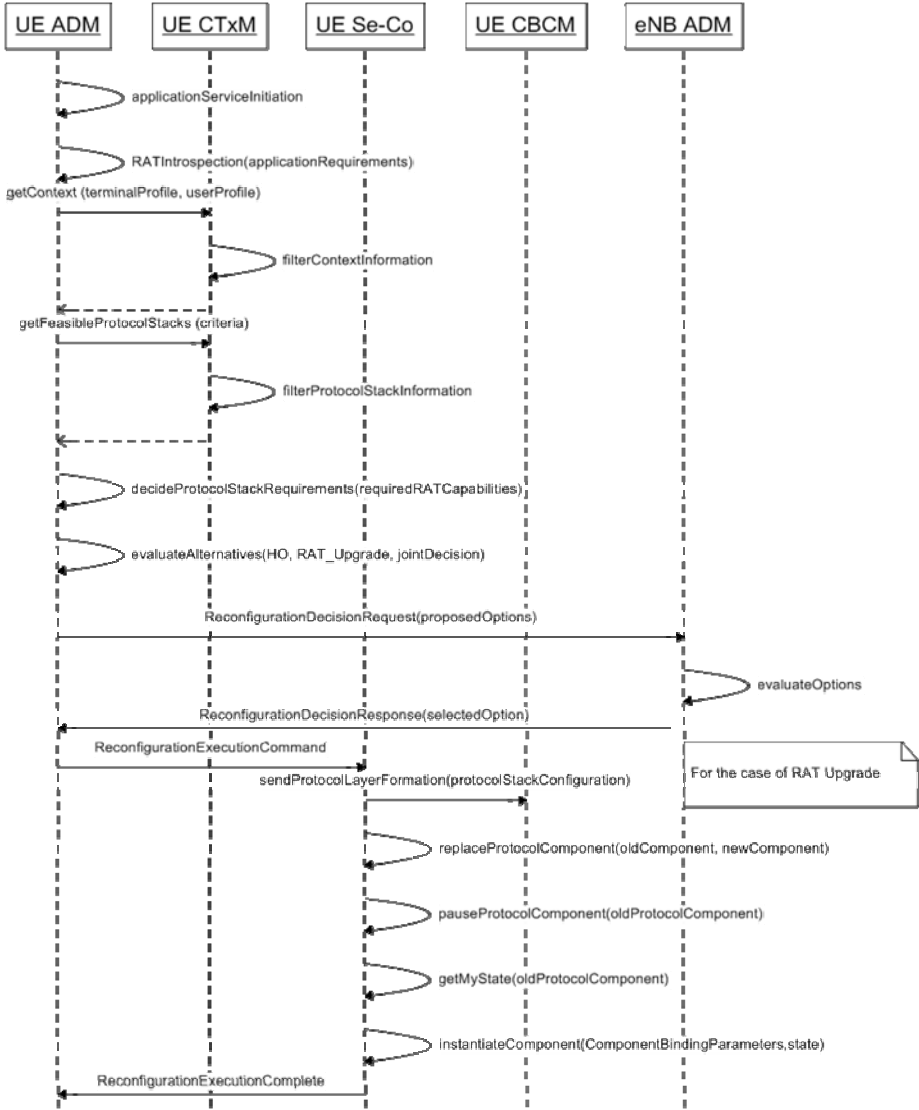 UE ADM
UE CTxM
UE Se-Co
UE CBCM
eNB ADM
applicationServiceInitiation
RATIntrospection(applicationRequirements)
getContext (terminalProfile, userProfile)
filterContextInformation
getFeasibleProtocolStacks (criteria)
filterProtocolStackInformation
decideProtocolStackRequirements(requiredRATCapabilities)
evaluateAlternatives(HO, RAT_Upgrade, jointDecision)
ReconfigurationDecisionRequest(proposedOptions)
evaluateOptions
ReconfigurationDecisionResponse(selectedOption)
ReconfigurationExecutionCommand
For the case of RAT Upgrade
sendProtocolLayerFormation(protocolStackConfiguration)
replaceProtocolComponent(oldComponent, newComponent)
pauseProtocolComponent(oldProtocolComponent)
getMyState(oldProtocolComponent)
instantiateComponent(ComponentBindingParameters,state)
ReconfigurationExecutionComplete